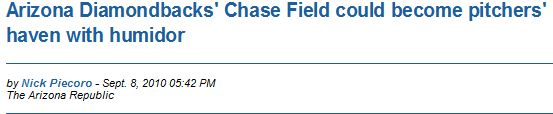 Arizona Diamondbacks' Chase Field could become pitchers'
haven with humidor
by Nick Piecoro - Sept. 8, 2010 05:42 PM
The Arizona Republic